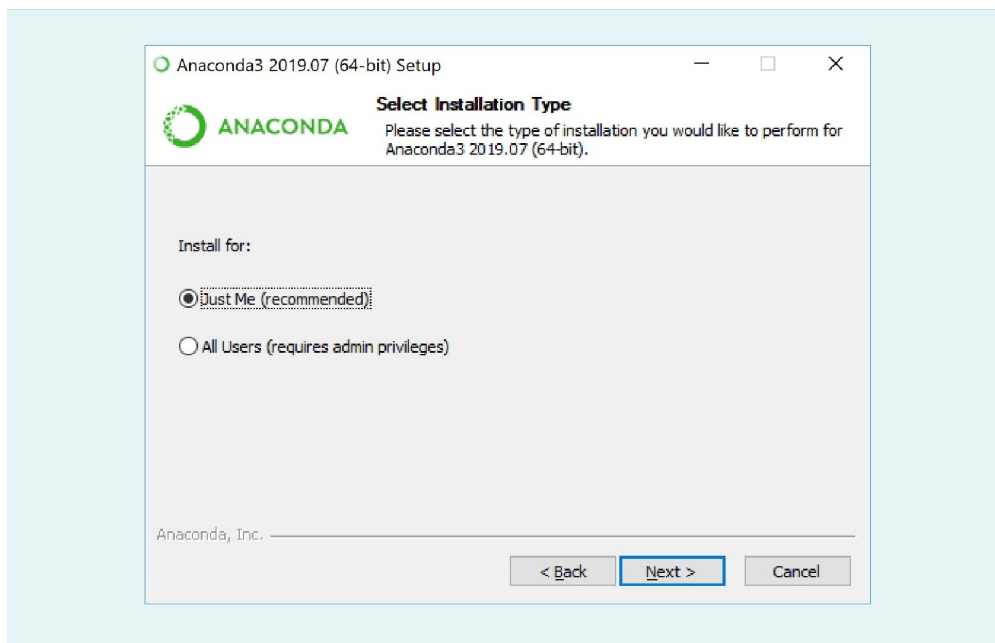 Anaconda3 2019.07 (64-bit) Setup
ANACONDA
Select Installation Type
Please select the type of installation you would like to perform for
Anaconda3 2019.07 (64-bit).
Install for:
Just Me (recommended)
All Users (requires admin privileges)
Anaconda, Inc.
< Back
Next >
Cancel